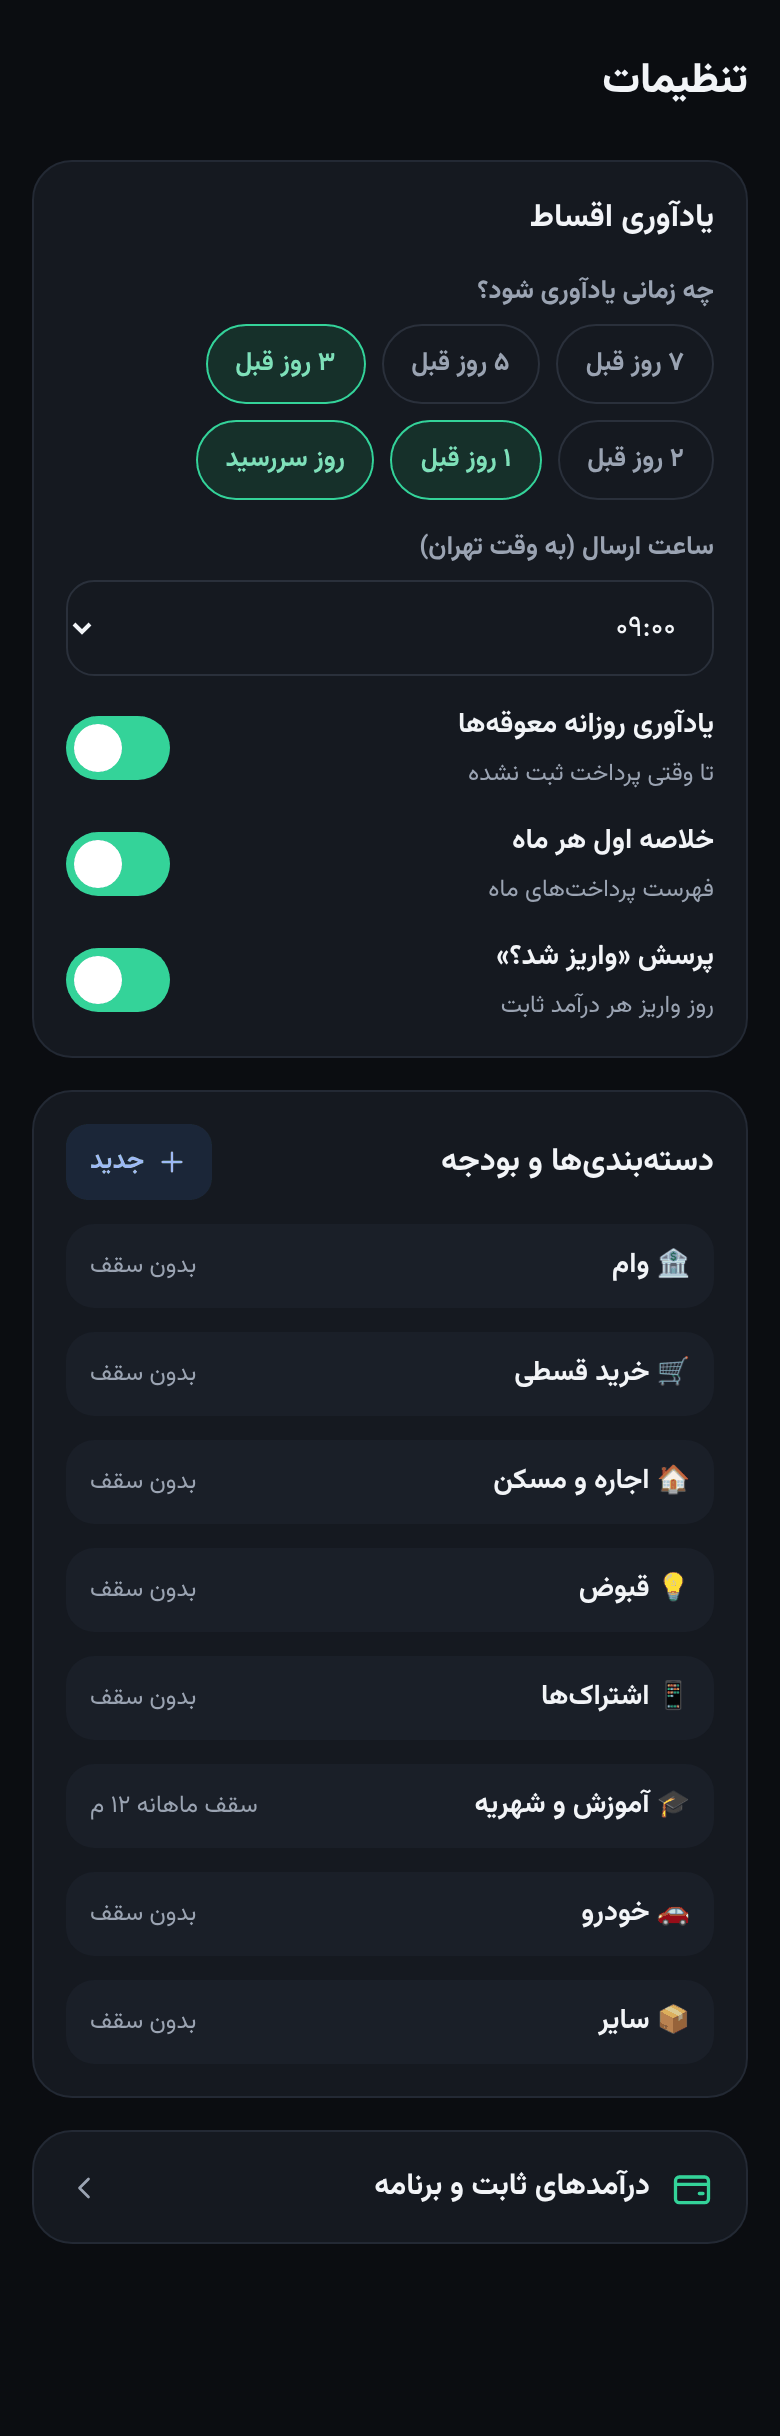 تنظیمات
یادآوری اقساط
چه زمانی یادآوری شود؟
۷ روز قبل
۵ روز قبل
۳ روز قبل
۲ روز قبل
۱ روز قبل
روز سررسید
ساعت ارسال (به وقت تهران)
۰۹:۰۰
یادآوری روزانه معوقه‌ها
تا وقتی پرداخت ثبت نشده
خلاصه اول هر ماه
فهرست پرداخت‌های ماه
پرسش «واریز شد؟»
روز واریز هر درآمد ثابت
دسته‌بندی‌ها و بودجه
جدید
وام
بدون سقف
خرید قسطی
بدون سقف
اجاره و مسکن
بدون سقف
قبوض
بدون سقف
اشتراک‌ها
بدون سقف
آموزش و شهریه
سقف ماهانه ۱۲ م
خودرو
بدون سقف
سایر
بدون سقف
درآمدهای ثابت و برنامه